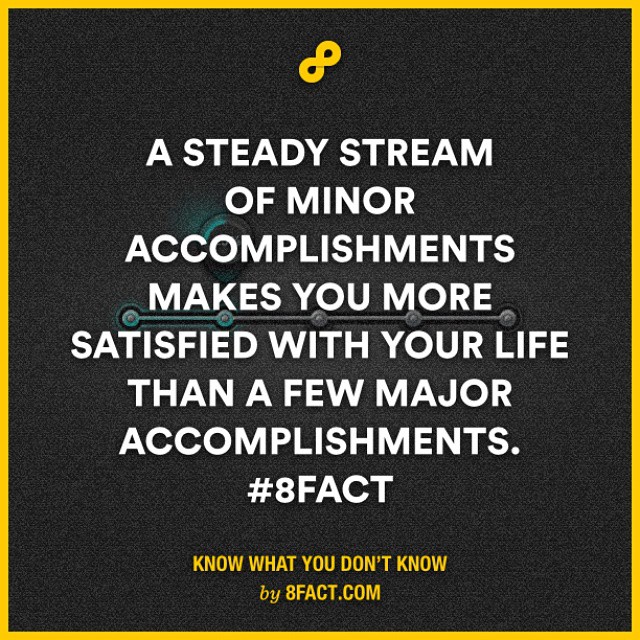 A STEADY STREAM
OF MINOR
ACCOMPLISHMENTS
MAKES YOU MORE
SATISFIED WITH YOUR LIFE
THAN A FEW MAJOR
ACCOMPLISHMENTS.
#8FACT
KNOW WHAT YOU DON'T KNOW
by 8FACT.COM